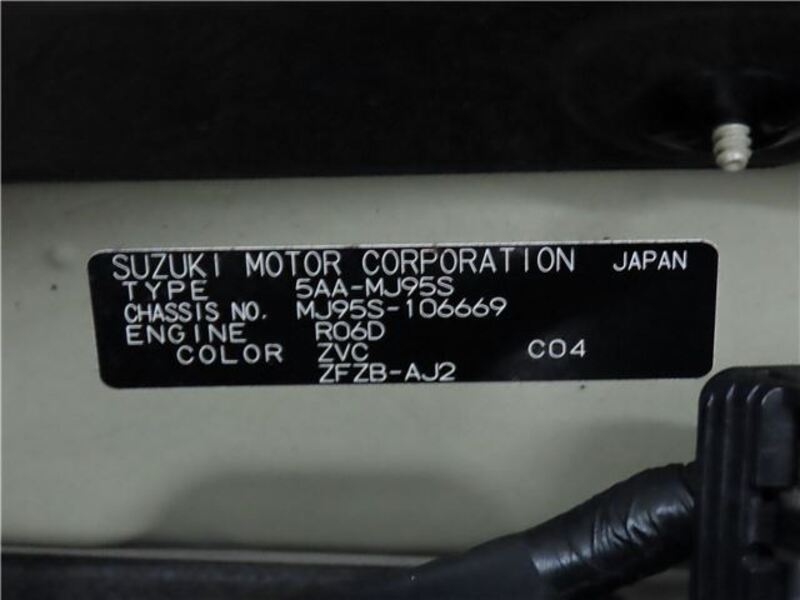 SUZUKI MOTOR CORPORATION JAPAN
TYPE 5AA-MJ95S
CHASSIS NO. MJ95S-106669
ENGINE R06D
COLOR ZVC C04
ZFZB-AJ2